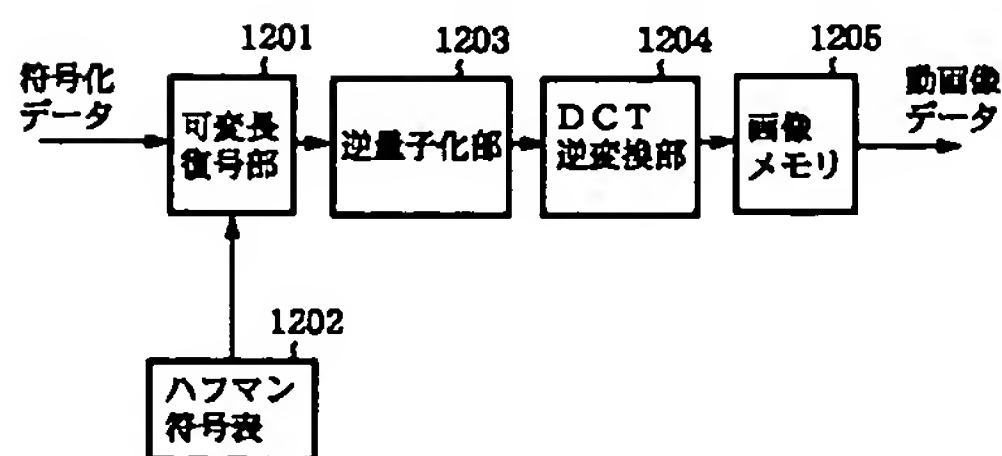 1201
1203
1204
1205
符号化
データ
可変長
復号部
逆量子化部
DCT
逆変換部
画像
メモリ
動画像
データ
1202
ハフマン
符号表